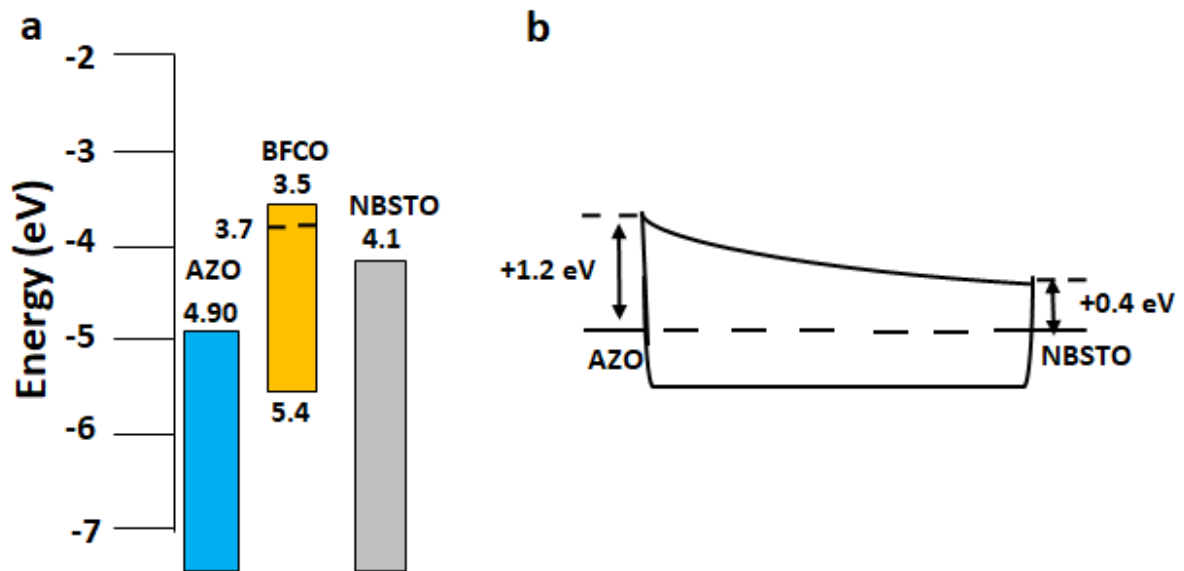 a
Energy (eV)
-2
-3
-4
-5
-6
-7
AZO
4.90
BFCO
3.5
3.7
5.4
NBSTO
4.1
b
+1.2 eV
+0.4 eV
AZO
NBSTO